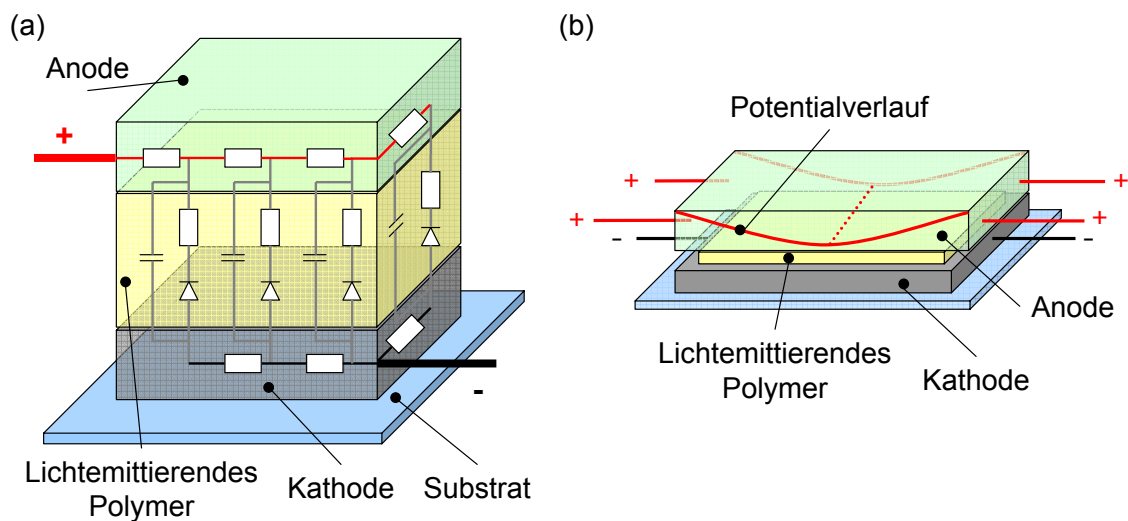 (a)
Anode
+
-
Lichtemittierendes
Polymer
Kathode
Substrat
(b)
Potentialverlauf
+
+
+
+
-
-
Anode
Lichtemittierendes
Polymer
Kathode